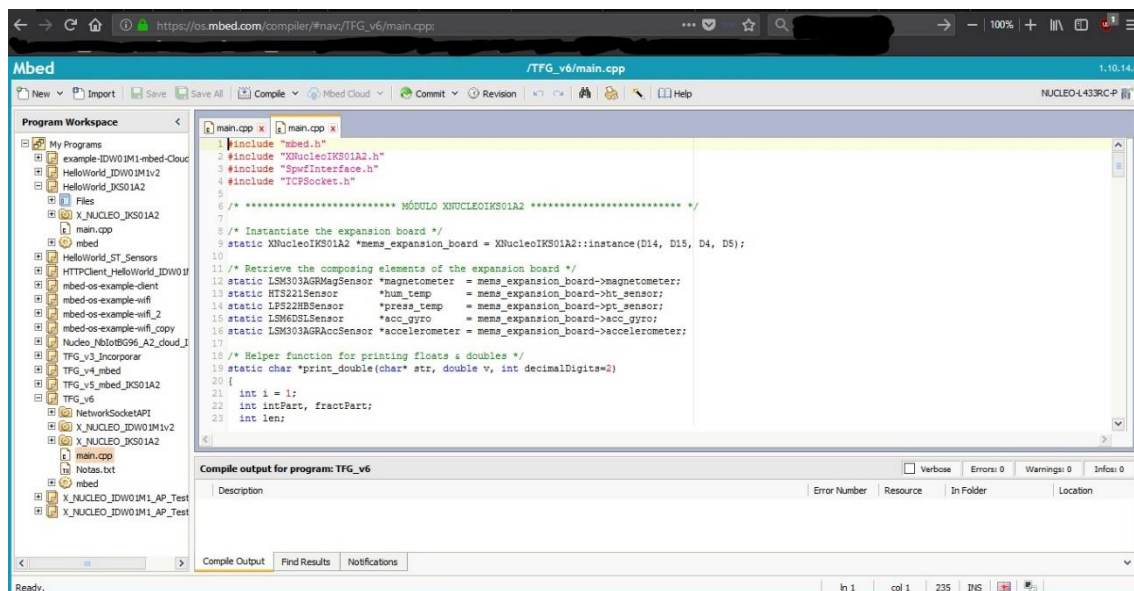 https://os.mbed.com/compiler/#nav:/TFG_v6/main.cpp;
100%
1
Mbed
/TFG_v6/main.cpp
1.10.14.
New
Import
Save
Save All
Compile
Mbed Cloud
Commit
Revision
Help
NUCLEO-L433RC-P
Program Workspace
My Programs
example-IDW01M1-mbed-Cloud
HelloWorld_IDW01M1v2
HelloWorld_IKS01A2
Files
X_NUCLEO_IKS01A2
main.cpp
mbed
HelloWorld_ST_Sensors
HTTPClient_HelloWorld_IDW01M
mbed-os-example-client
mbed-os-example-wifi
mbed-os-example-wifi_2
mbed-os-example-wifi_copy
Nucleo_NbIotBG96_A2_cloud_I
TFG_v3_Incorporar
TFG_v4_mbed
TFG_v5_mbed_IKS01A2
TFG_v6
NetworkSocketAPI
X_NUCLEO_IDW01M1v2
X_NUCLEO_IKS01A2
main.cpp
Notas.txt
mbed
X_NUCLEO_IDW01M1_AP_Test
X_NUCLEO_IDW01M1_AP_Test
main.cpp x
main.cpp x
1 #include "mbed.h"
2 #include "XNucleoIKS01A2.h"
3 #include "SpwfInterface.h"
4 #include "TCPSocket.h"
5
6 /* ************************** MÓDULO XNUCLEOIKS01A2 ************************** */
7
8 /* Instantiate the expansion board */
9 static XNucleoIKS01A2 *mems_expansion_board = XNucleoIKS01A2::instance(D14, D15, D4, D5);
10
11 /* Retrieve the composing elements of the expansion board */
12 static LSM303AGRMagSensor *magnetometer = mems_expansion_board->magnetometer;
13 static HTS221Sensor *hum_temp = mems_expansion_board->ht_sensor;
14 static LPS22HBSensor *press_temp = mems_expansion_board->pt_sensor;
15 static LSM6DSLSensor *acc_gyro = mems_expansion_board->acc_gyro;
16 static LSM303AGRAccSensor *accelerometer = mems_expansion_board->accelerometer;
17
18 /* Helper function for printing floats & doubles */
19 static char *print_double(char* str, double v, int decimalDigits=2)
20 {
21 int i = 1;
22 int intPart, fractPart;
23 int len;
Compile output for program: TFG_v6
Verbose
Errors: 0
Warnings: 0
Infos: 0
Description
Error Number
Resource
In Folder
Location
Compile Output
Find Results
Notifications
Ready.
ln 1
col 1
235
INS